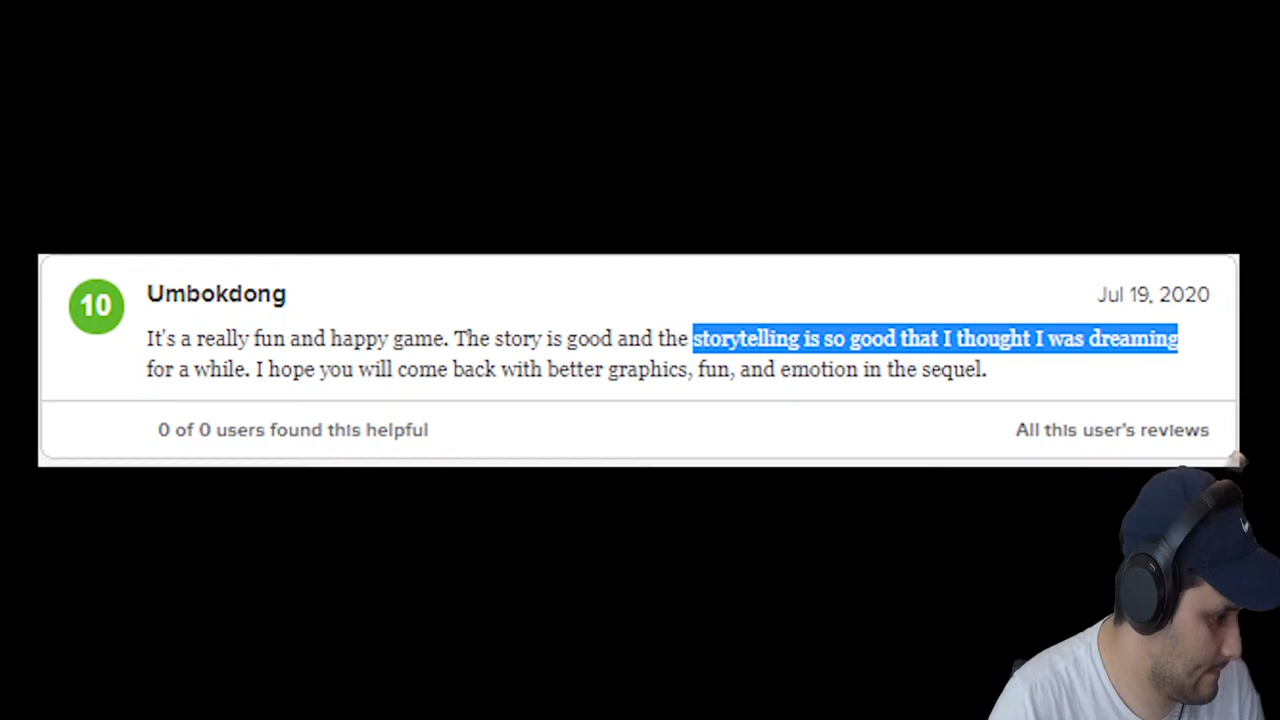 10
Umbokdong
Jul 19, 2020
It's a really fun and happy game. The story is good and the storytelling is so good that I thought I was dreaming
for a while. I hope you will come back with better graphics, fun, and emotion in the sequel.
0 of 0 users found this helpful
All this user's reviews